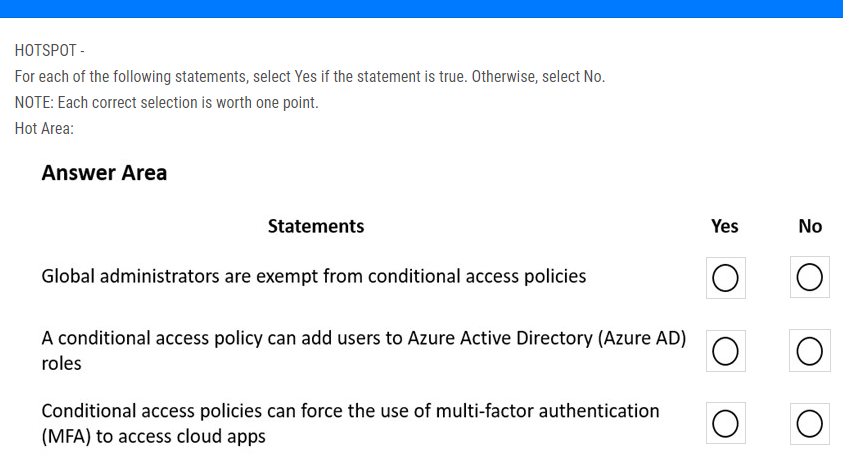 HOTSPOT -
For each of the following statements, select Yes if the statement is true. Otherwise, select No.
NOTE: Each correct selection is worth one point.
Hot Area:
Answer Area
Statements Yes No
Global administrators are exempt from conditional access policies
A conditional access policy can add users to Azure Active Directory (Azure AD)
roles
Conditional access policies can force the use of multi-factor authentication
(MFA) to access cloud apps